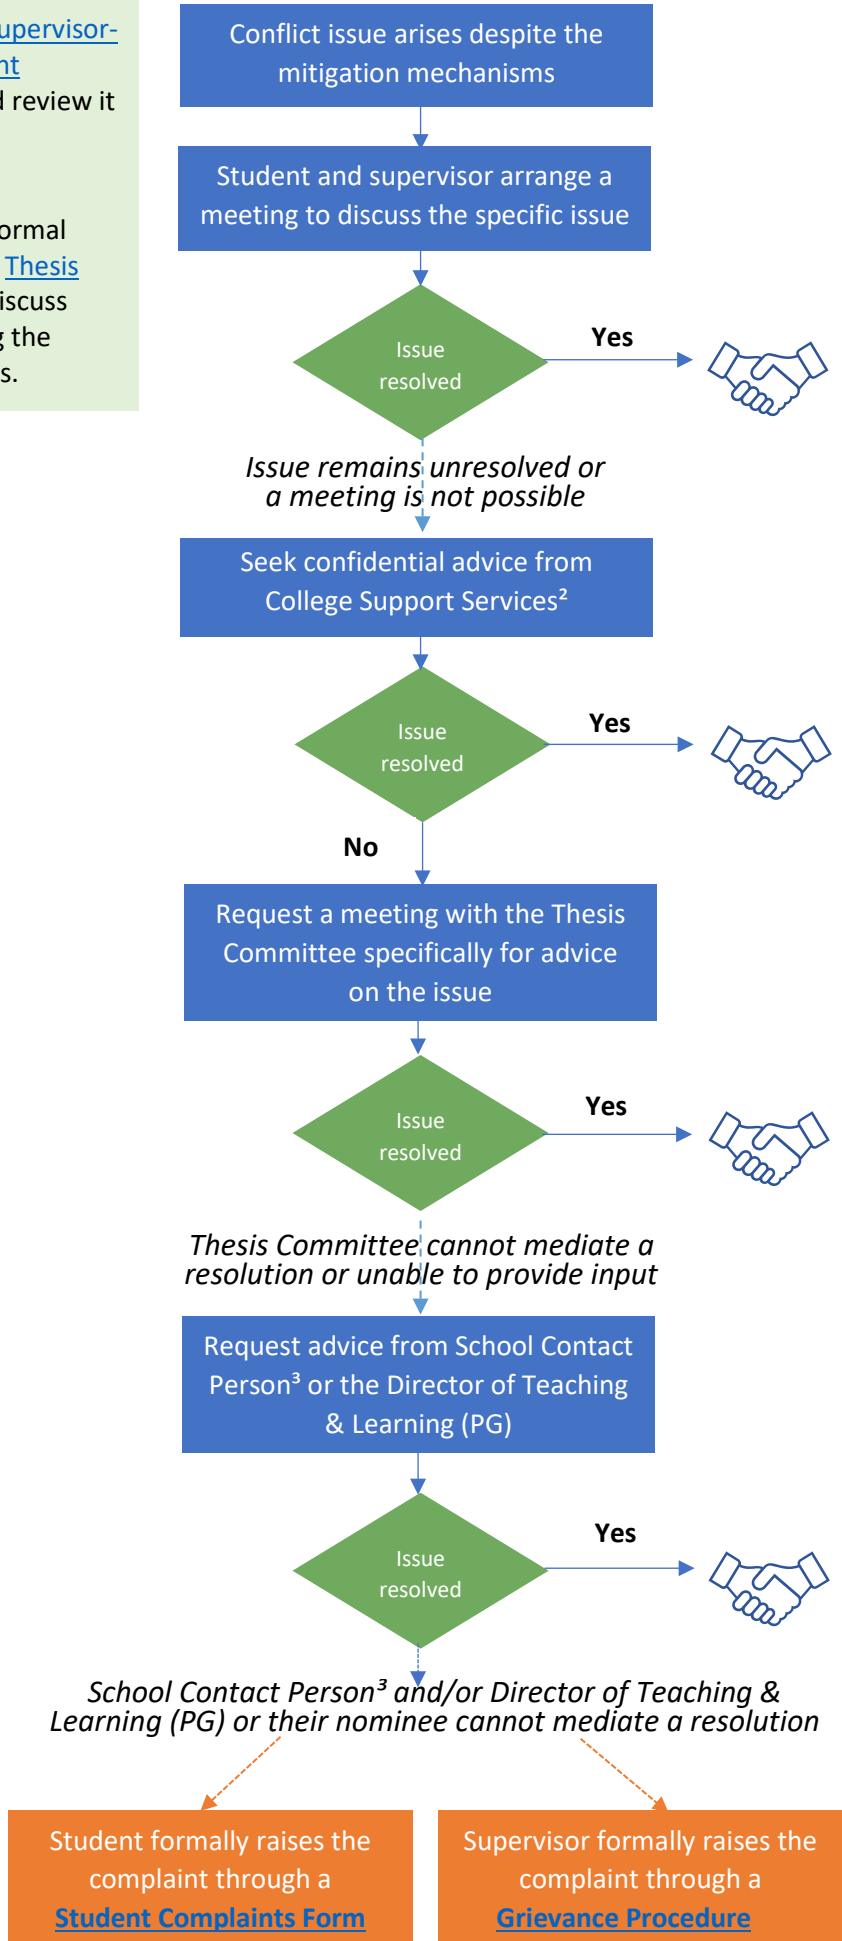 upervisor-
nt
d review it
ormal
Thesis
iscuss
g the
s.
Conflict issue arises despite the
mitigation mechanisms
Student and supervisor arrange a
meeting to discuss the specific issue
Issue
resolved
Yes
Issue remains unresolved or
a meeting is not possible
Seek confidential advice from
College Support Services²
Issue
resolved
Yes
No
Request a meeting with the Thesis
Committee specifically for advice
on the issue
Issue
resolved
Yes
Thesis Committee cannot mediate a
resolution or unable to provide input
Request advice from School Contact
Person³ or the Director of Teaching
& Learning (PG)
Issue
resolved
Yes
School Contact Person³ and/or Director of Teaching &
Learning (PG) or their nominee cannot mediate a resolution
Student formally raises the
complaint through a
Student Complaints Form
Supervisor formally raises the
complaint through a
Grievance Procedure